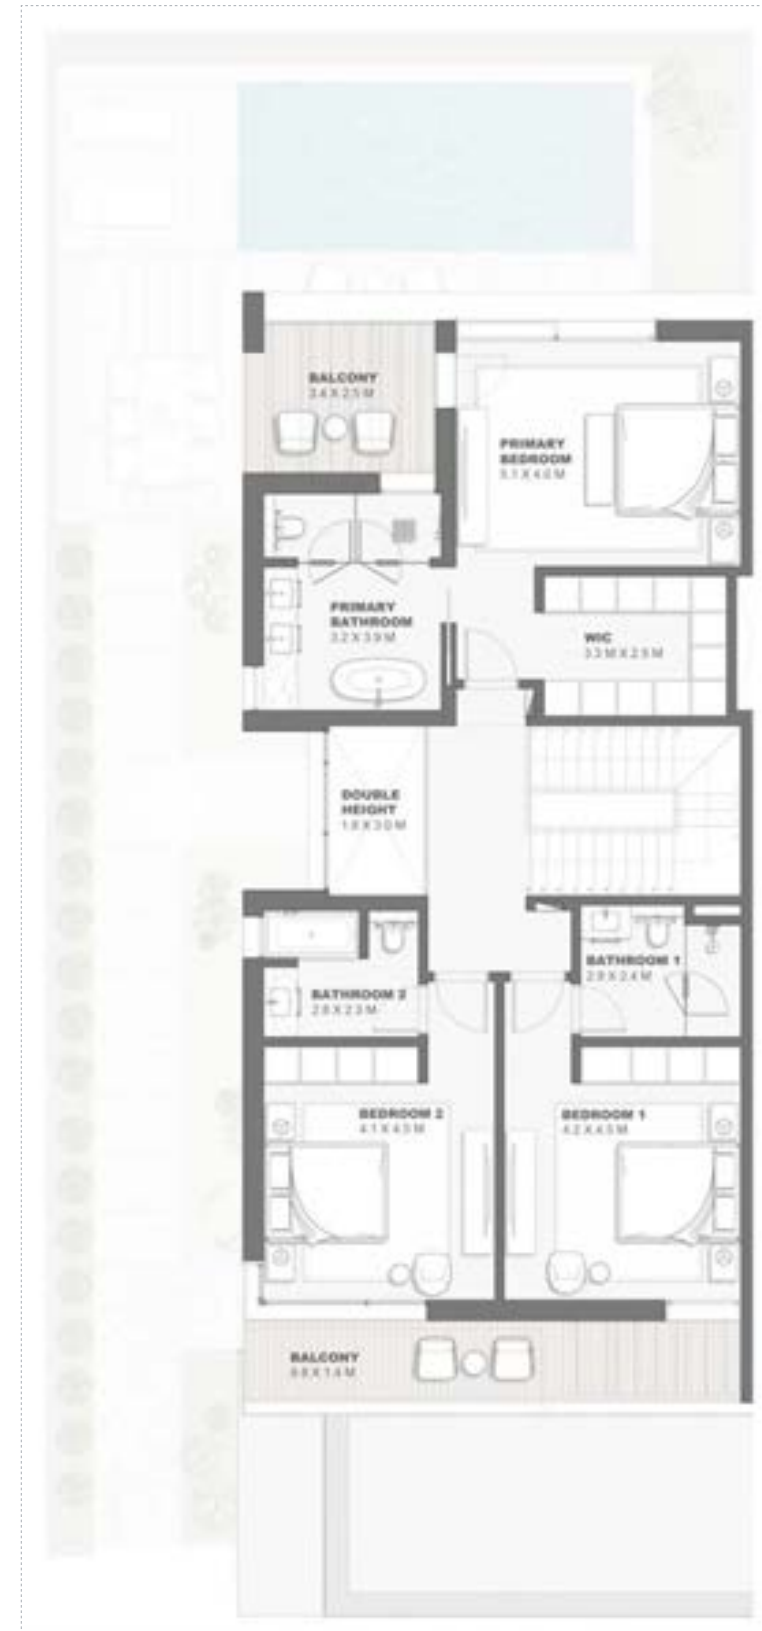 BALCONY
3.4 X 2.5 M
PRIMARY
BEDROOM
5.1 X 4.0 M
PRIMARY
BATHROOM
3.2 X 3.9 M
WIC
3.3 M X 2.5 M
DOUBLE
HEIGHT
1.8 X 3.0 M
BATHROOM 1
2.9 X 2.4 M
BATHROOM 2
2.8 X 2.3 M
BEDROOM 2
4.1 X 4.5 M
BEDROOM 1
4.2 X 4.5 M
BALCONY